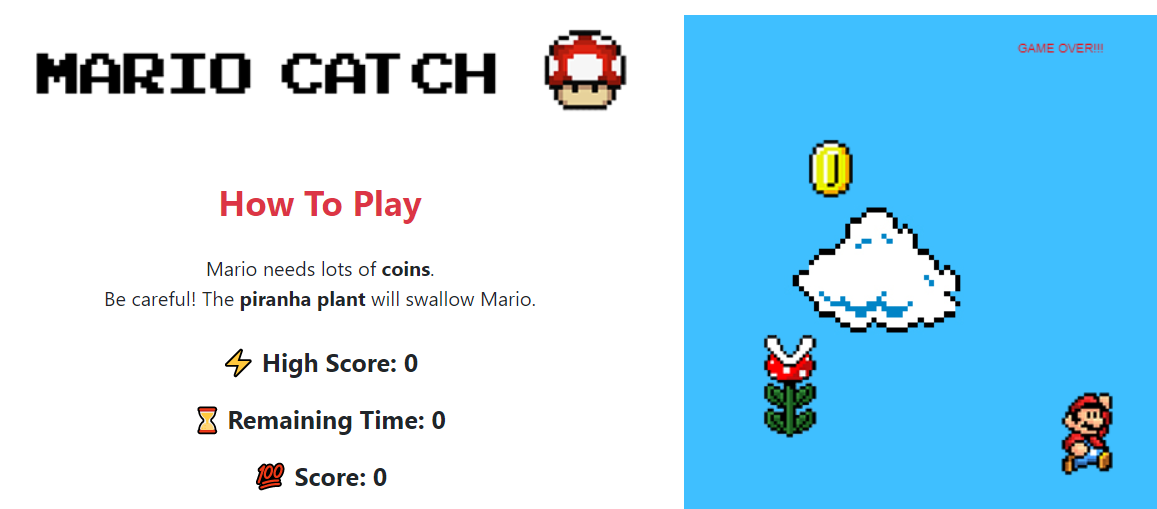 MARIO CATCH
How To Play
Mario needs lots of coins.
Be careful! The piranha plant will swallow Mario.
⚡ High Score: 0
⏳ Remaining Time: 0
💯 Score: 0
GAME OVER!!!